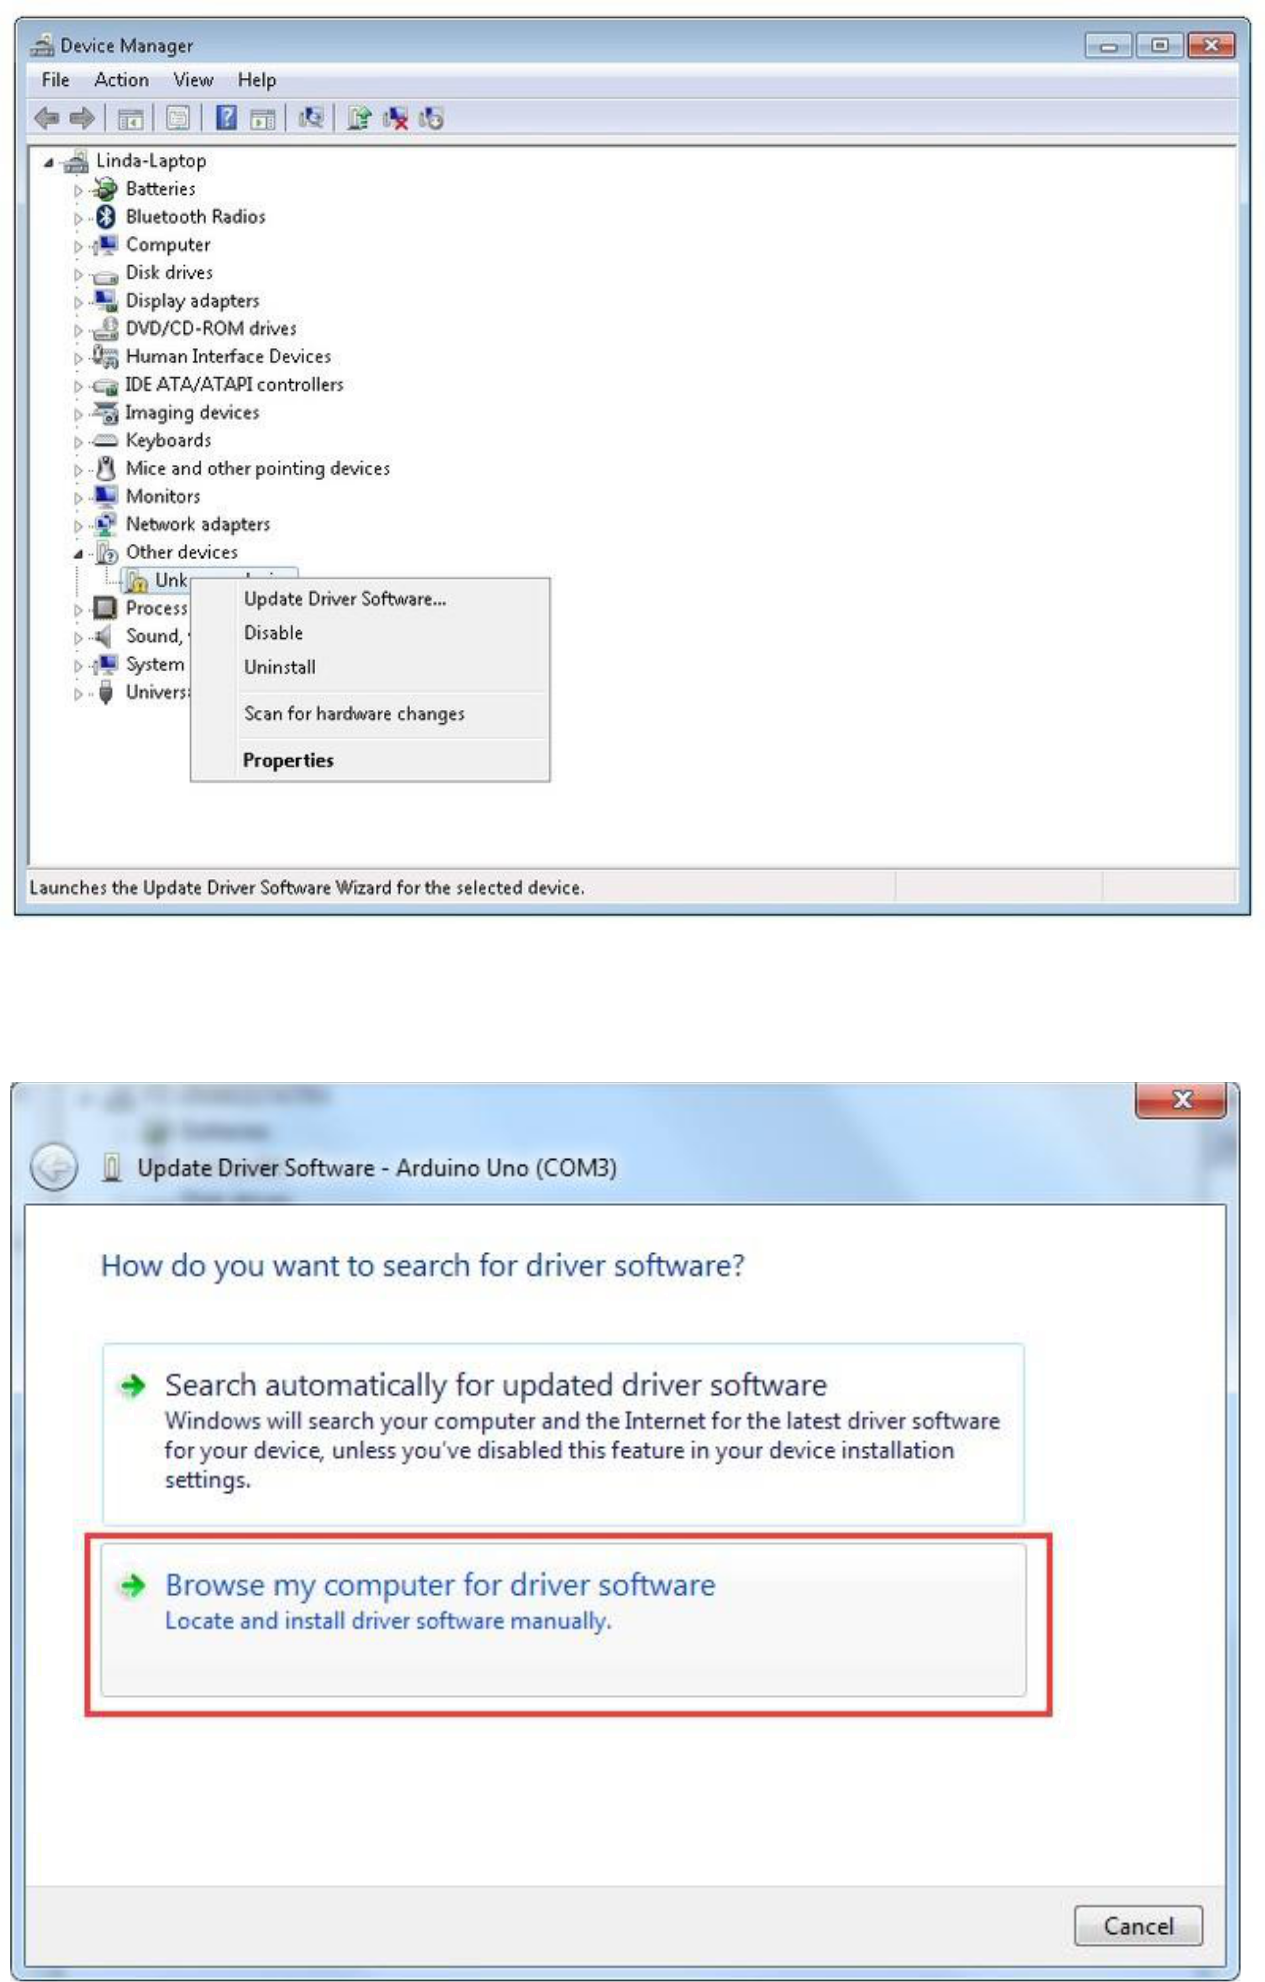 Device Manager
File Action View Help
Linda-Laptop
Batteries
Bluetooth Radios
Computer
Disk drives
Display adapters
DVD/CD-ROM drives
Human Interface Devices
IDE ATA/ATAPI controllers
Imaging devices
Keyboards
Mice and other pointing devices
Monitors
Network adapters
Other devices
Unk
Process
Sound,
System
Univers
Update Driver Software...
Disable
Uninstall
Scan for hardware changes
Properties
Launches the Update Driver Software Wizard for the selected device.
Update Driver Software - Arduino Uno (COM3)
How do you want to search for driver software?
Search automatically for updated driver software
Windows will search your computer and the Internet for the latest driver software
for your device, unless you've disabled this feature in your device installation
settings.
Browse my computer for driver software
Locate and install driver software manually.
Cancel